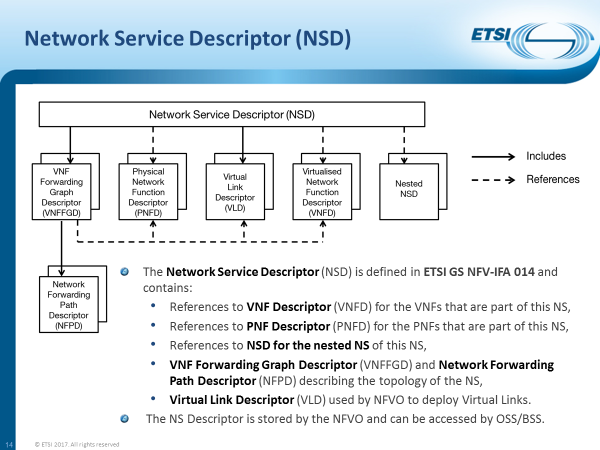 Network Service Descriptor (NSD)
ETSI
Network Service Descriptor (NSD)
VNF
Forwarding
Graph
Descriptor
(VNFFGD)
Physical
Network
Function
Descriptor
(PNFD)
Virtual
Link
Descriptor
(VLD)
Virtualised
Network
Function
Descriptor
(VNFD)
Nested
NSD
Includes
References
Network
Forwarding
Path
Descriptor
(NFPD)
The Network Service Descriptor (NSD) is defined in ETSI GS NFV-IFA 014 and
contains:
• References to VNF Descriptor (VNFD) for the VNFs that are part of this NS,
• References to PNF Descriptor (PNFD) for the PNFs that are part of this NS,
• References to NSD for the nested NS of this NS,
• VNF Forwarding Graph Descriptor (VNFFGD) and Network Forwarding
Path Descriptor (NFPD) describing the topology of the NS,
• Virtual Link Descriptor (VLD) used by NFVO to deploy Virtual Links.
The NS Descriptor is stored by the NFVO and can be accessed by OSS/BSS.
14
© ETSI 2017. All rights reserved